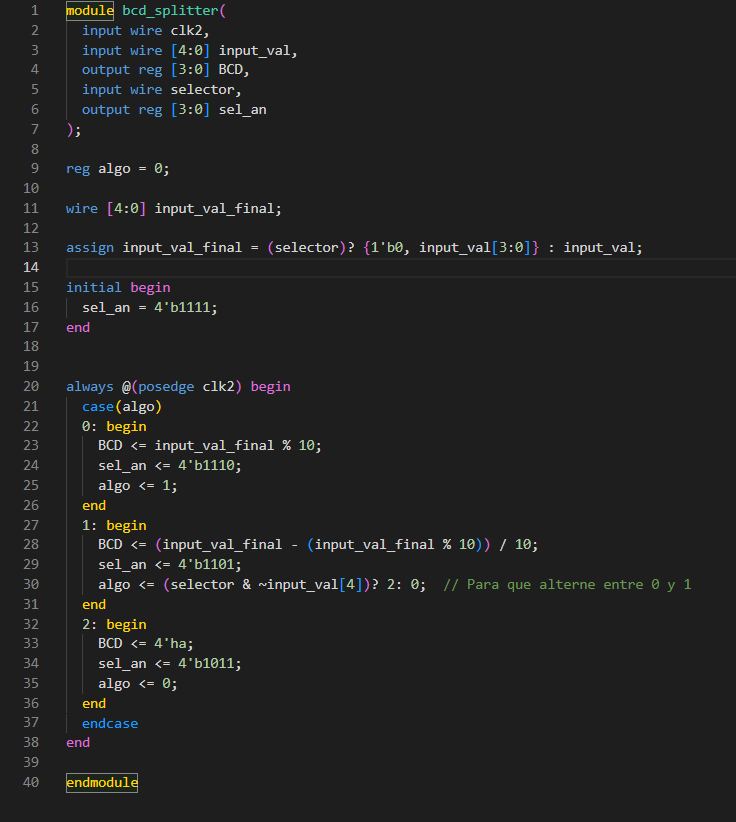 1 module bcd_splitter(
2 input wire clk2,
3 input wire [4:0] input_val,
4 output reg [3:0] BCD,
5 input wire selector,
6 output reg [3:0] sel_an
7 );
8
9 reg algo = 0;
10
11 wire [4:0] input_val_final;
12
13 assign input_val_final = (selector)? {1'b0, input_val[3:0]} : input_val;
14
15 initial begin
16 sel_an = 4'b1111;
17 end
18
19
20 always @(posedge clk2) begin
21 case(algo)
22 0: begin
23 BCD <= input_val_final % 10;
24 sel_an <= 4'b1110;
25 algo <= 1;
26 end
27 1: begin
28 BCD <= (input_val_final - (input_val_final % 10)) / 10;
29 sel_an <= 4'b1101;
30 algo <= (selector & ~input_val[4])? 2: 0;  // Para que alterne entre 0 y 1
31 end
32 2: begin
33 BCD <= 4'ha;
34 sel_an <= 4'b1011;
35 algo <= 0;
36 end
37 endcase
38 end
39
40 endmodule